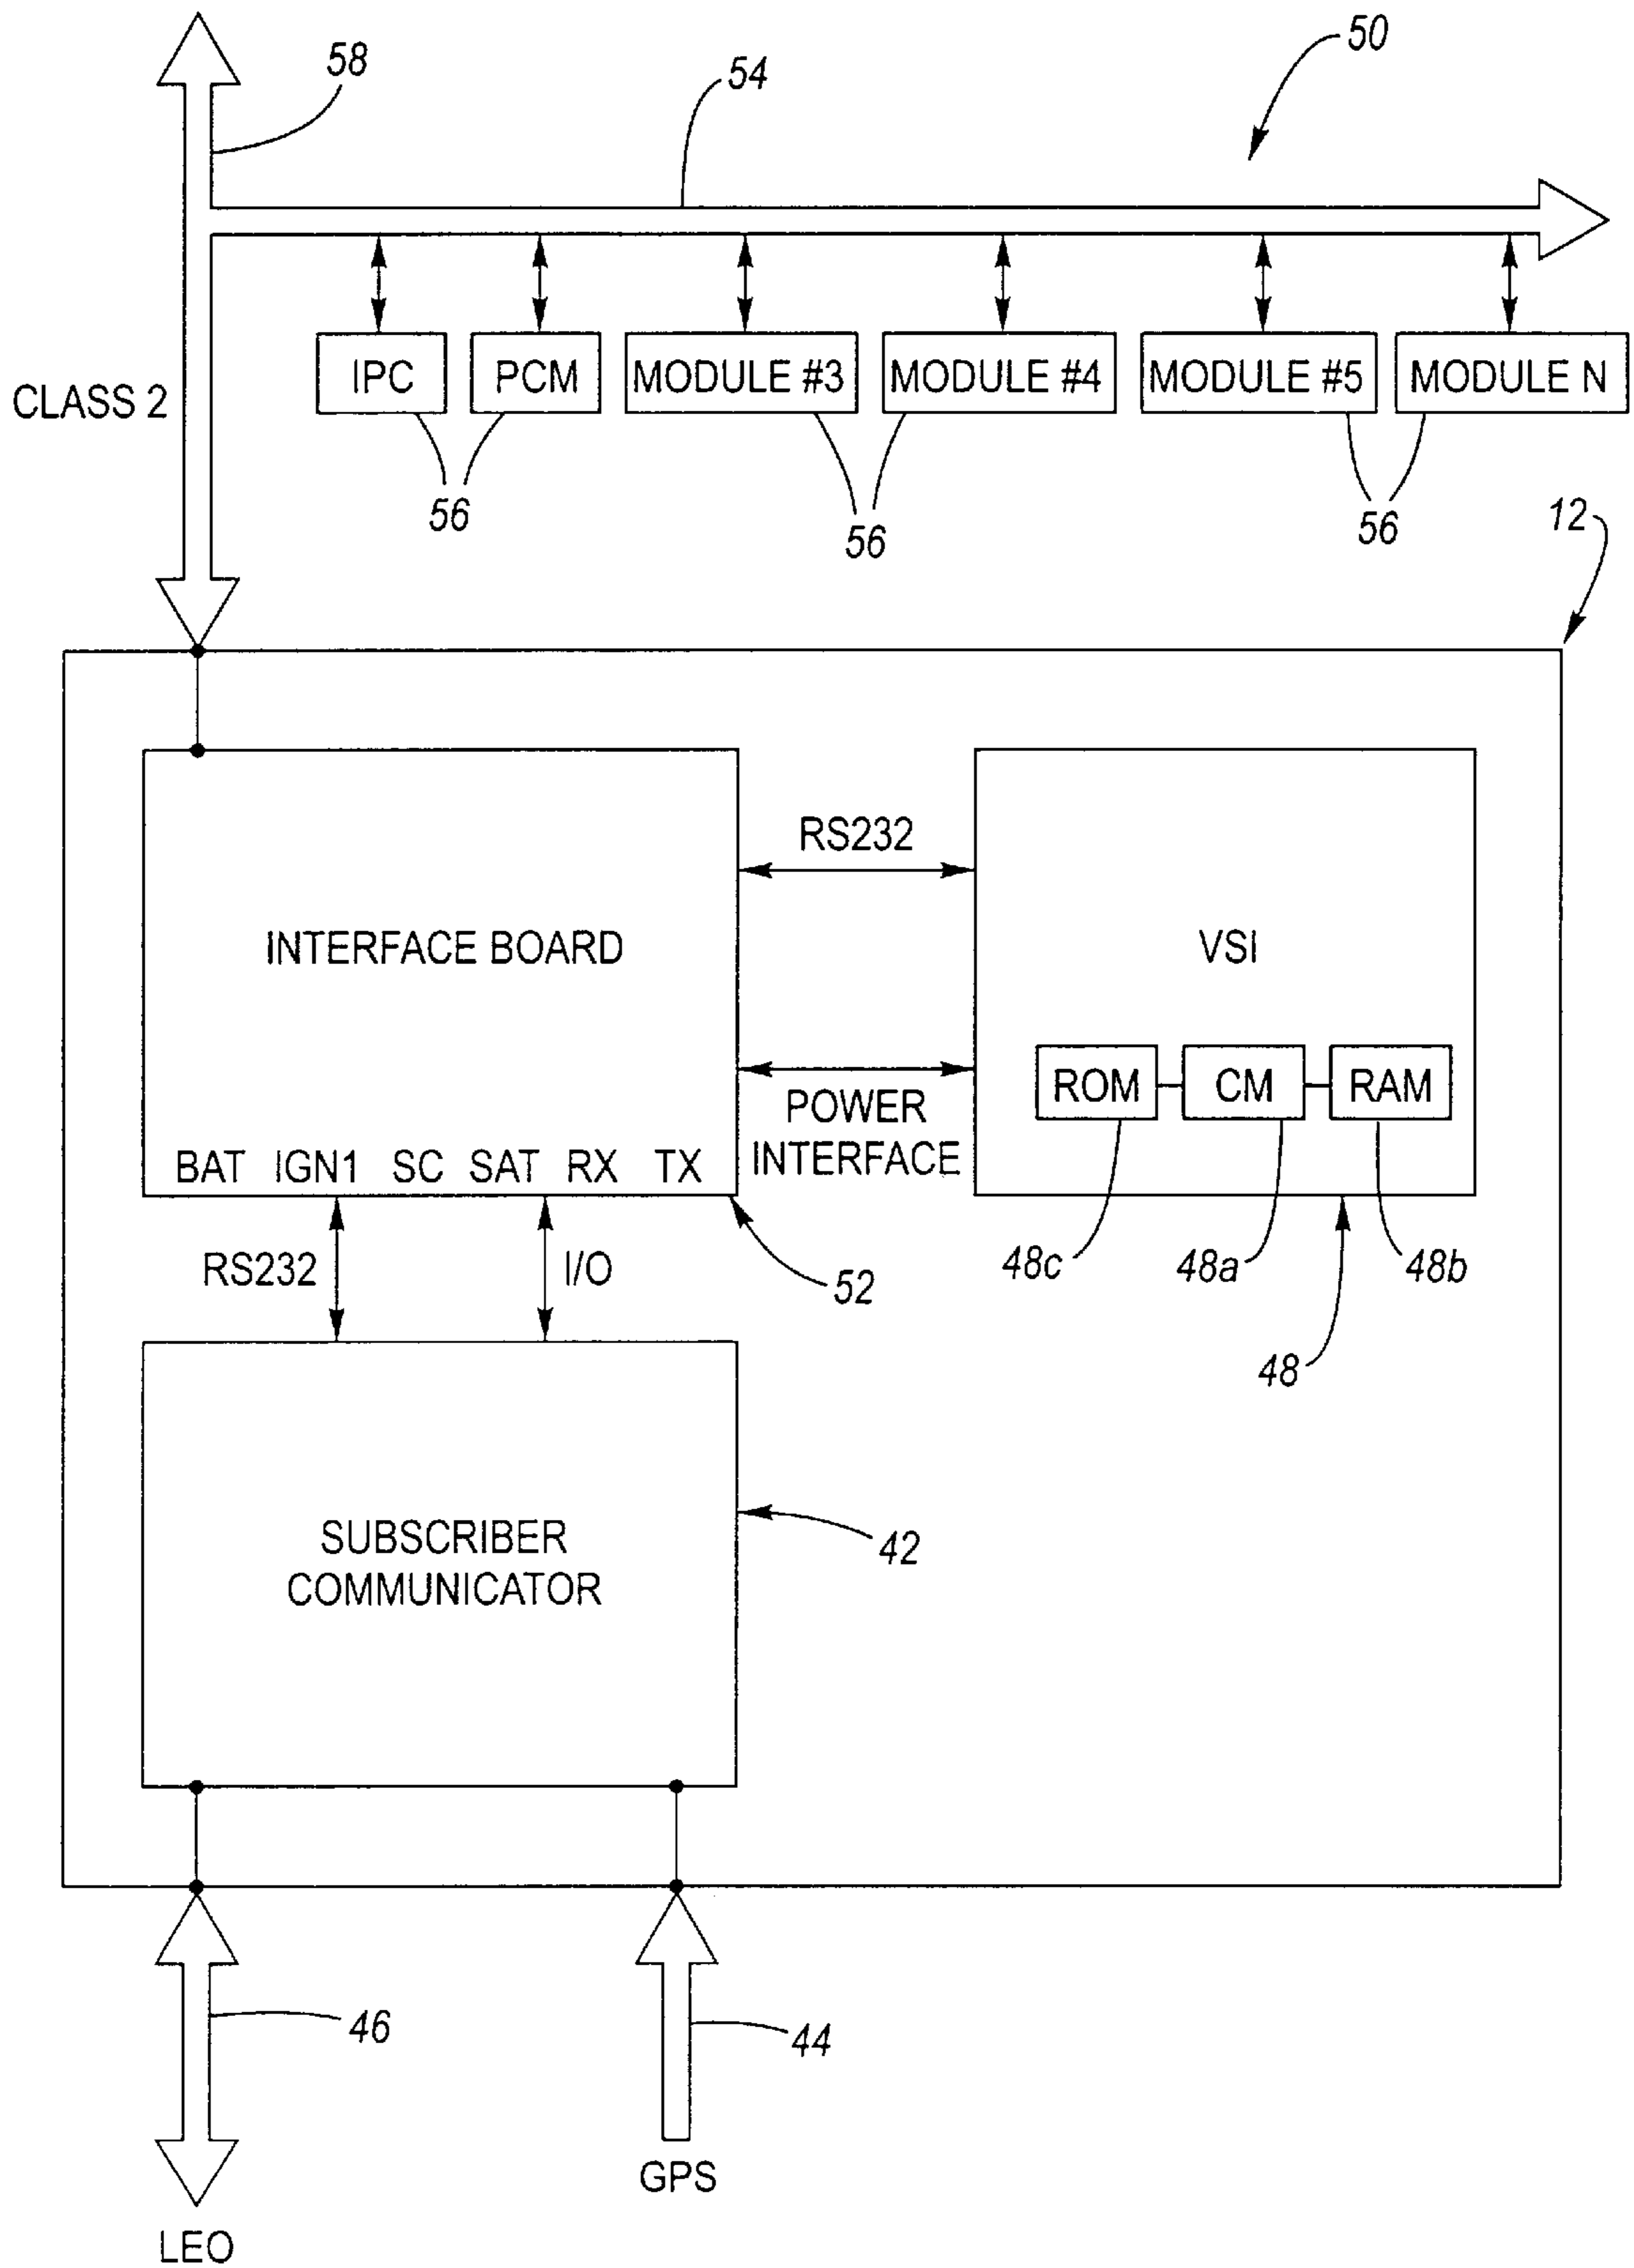 50
58
54
IPC
PCM
MODULE #3
MODULE #4
MODULE #5
MODULE N
CLASS 2
56
56
56
12
RS232
INTERFACE BOARD
VSI
ROM
CM
RAM
POWER
INTERFACE
BAT IGN1 SC SAT RX TX
RS232
I/O
52
48c
48a
48b
48
SUBSCRIBER
COMMUNICATOR
42
46
44
GPS
LEO